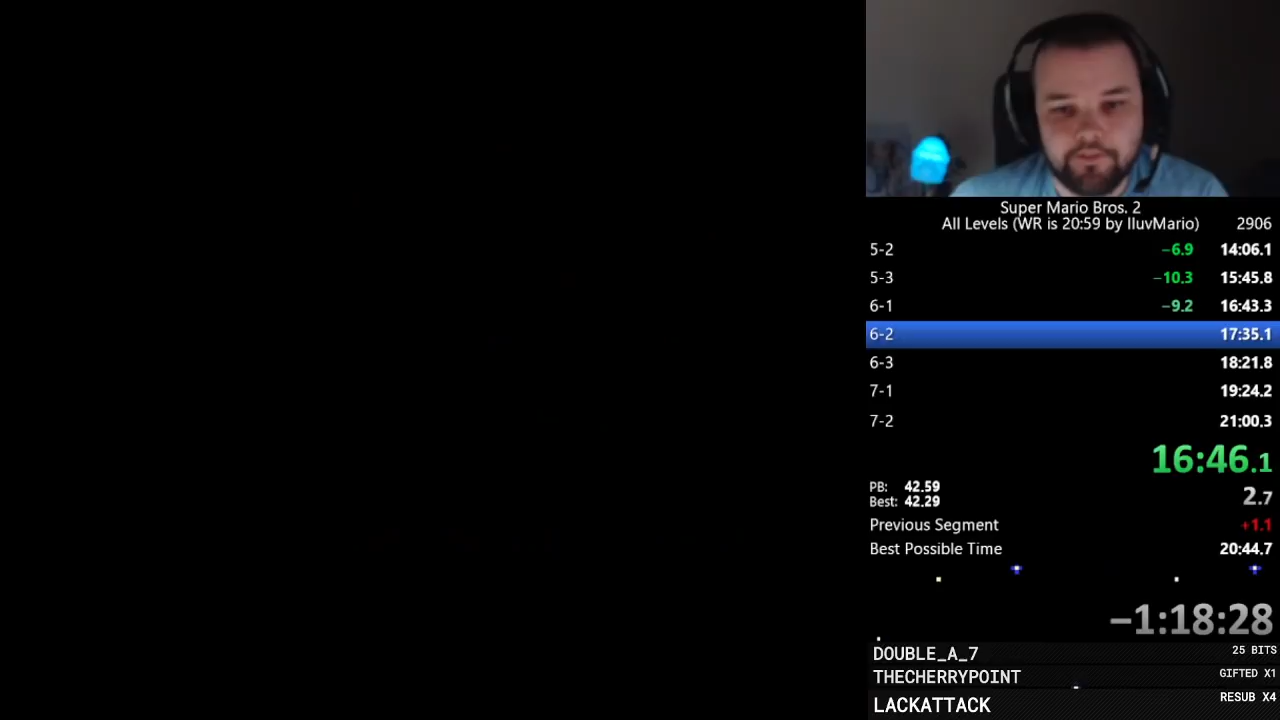 Super Mario Bros. 2
All Levels (WR is 20:59 by IluvMario) 2906
5-2 −6.9 14:06.1
5-3 −10.3 15:45.8
6-1 −9.2 16:43.3
6-2 17:35.1
6-3 18:21.8
7-1 19:24.2
7-2 21:00.3
16:46.1
PB: 42.59
Best: 42.29
2.7
Previous Segment +1.1
Best Possible Time 20:44.7
−1:18:28
DOUBLE_A_7 25 BITS
THECHERRYPOINT GIFTED X1
LACKATTACK RESUB X4